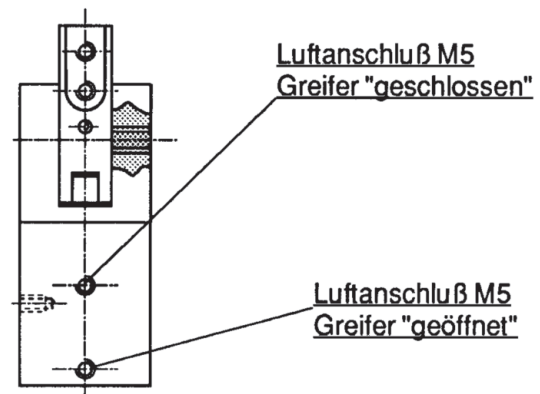 Luftanschluß M5
Greifer "geschlossen"
Luftanschluß M5
Greifer "geöffnet"